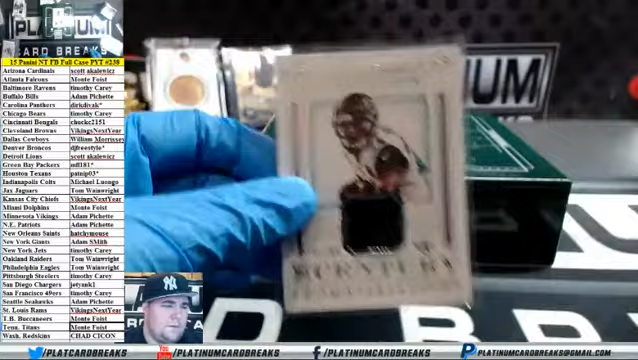 PLATINUM
CARD BREAKS
15 Panini NT FB Full Case PYT #230
Arizona Cardinals scott akalewicz
Atlanta Falcons Monte Foist
Baltimore Ravens timothy Carey
Buffalo Bills Adam Pichette
Carolina Panthers dirkdivak*
Chicago Bears timothy Carey
Cincinnati Bengals chuckc2151
Cleveland Browns VikingsNextYear
Dallas Cowboys William Morrisses
Denver Broncos djfreestyle*
Detroit Lions scott akalewicz
Green Bay Packers mfl181*
Houston Texans patnip03*
Indianapolis Colts Michael Luongo
Jax Jaguars Tom Wainwright
Kansas City Chiefs VikingsNextYear
Miami Dolphins Monte Foist
Minnesota Vikings Adam Pichette
N.E. Patriots Adam Pichette
New Orleans Saints hatchymouse
New York Giants Adam SMith
New York Jets timothy Carey
Oakland Raiders Tom Wainwright
Philadelphia Eagles Tom Wainwright
Pittsburgh Steelers timothy Carey
San Diego Chargers jetyank1
San Francisco 49ers timothy Carey
Seattle Seahawks Adam Pichette
St. Louis Rams VikingsNextYear
T.B. Buccaneers Monte Foist
Tenn. Titans Monte Foist
Wash. Redskins CHAD CICON
NUM
/PLATCARDBREAKS
/PLATINUMCARDBREAKS
/PLATINUMCARDBREAKS
PLATINUMCARDBREAKS@GMAIL.COM